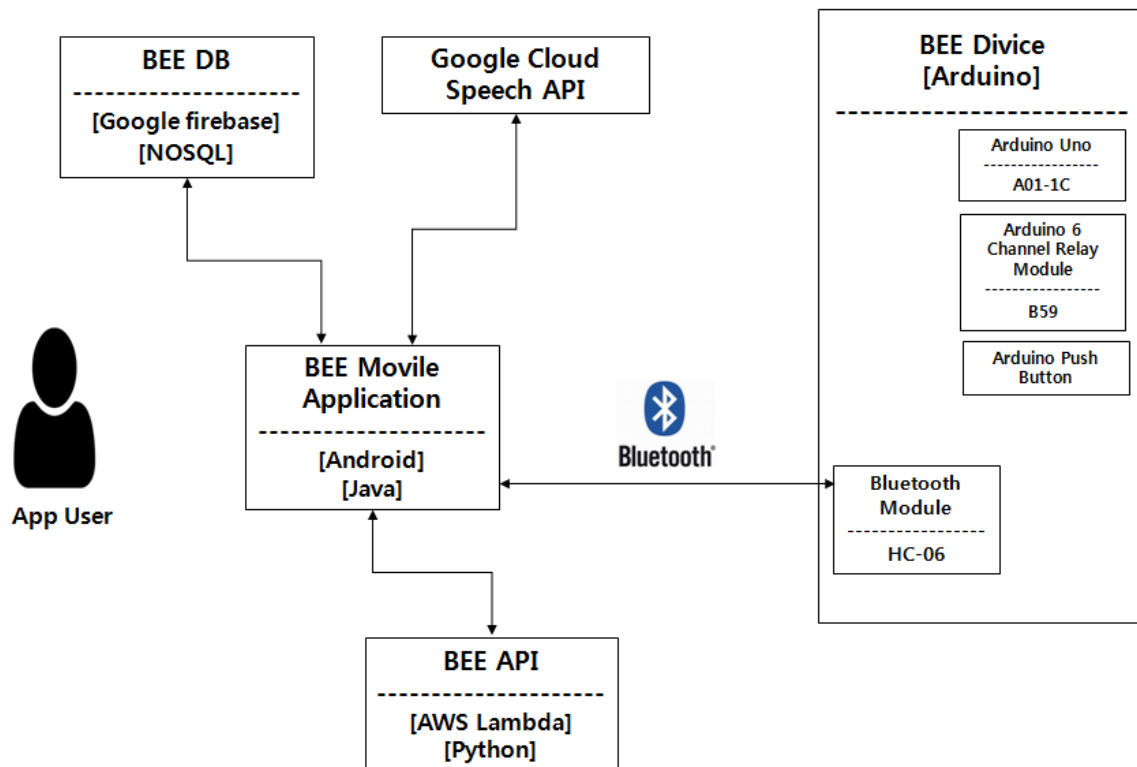 BEE DB
---------------------
[Google firebase]
[NOSQL]
Google Cloud
Speech API
BEE Divice
[Arduino]
---------------------------
Arduino Uno
-----------------
A01-1C
Arduino 6
Channel Relay
Module
-----------------
B59
Arduino Push
Button
BEE Movile
Application
---------------------
[Android]
[Java]
Bluetooth®
App User
Bluetooth
Module
-----------------
HC-06
BEE API
---------------------
[AWS Lambda]
[Python]